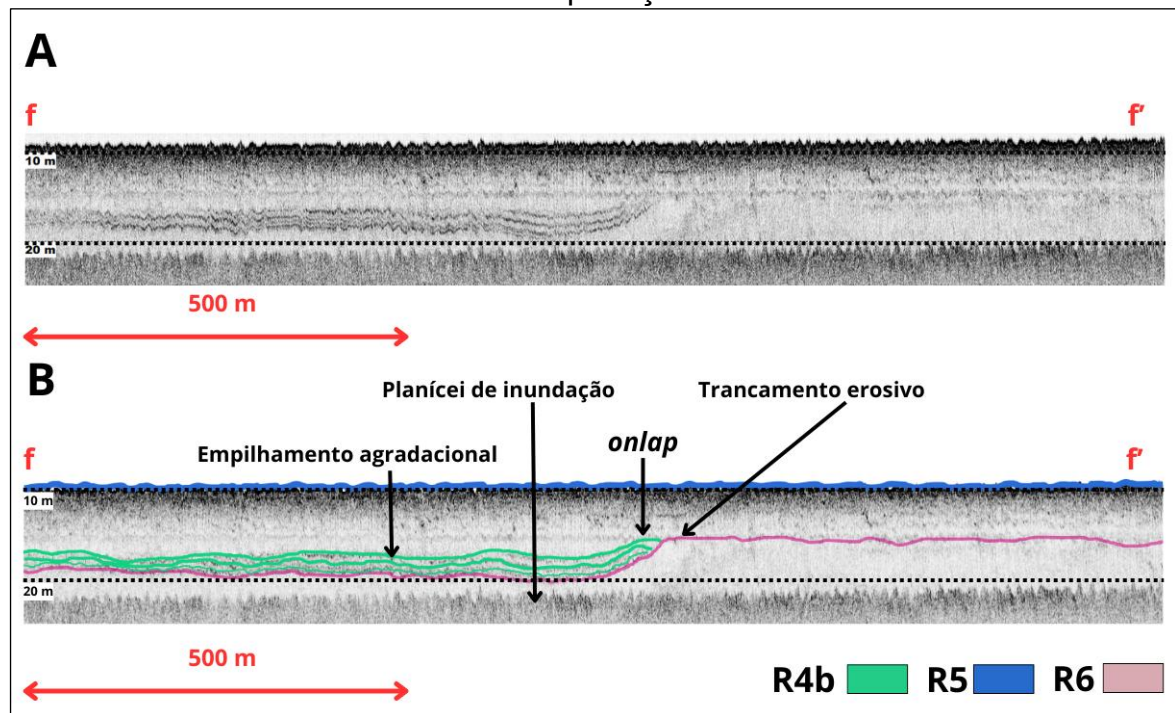 A
f
f'
10 m
20 m
500 m
B
Planícei de inundação
Trancamento erosivo
Empilhamento agradacional
onlap
f
f'
10 m
20 m
500 m
R4b
R5
R6